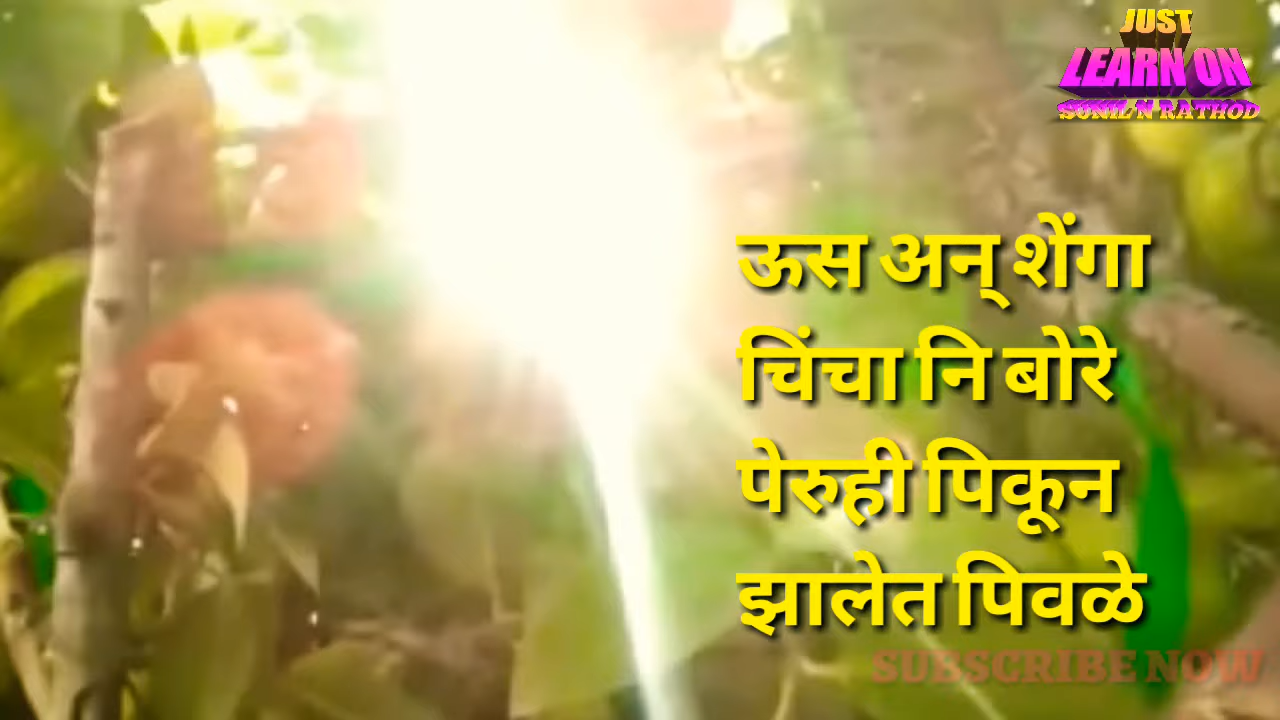 JUST
LEARN ON
SUNIL N RATHOD
ऊस अन् शेंगा
चिंचा नि बोरे
पेरुही पिकून
झालेत पिवळे
SUBSCRIBE NOW